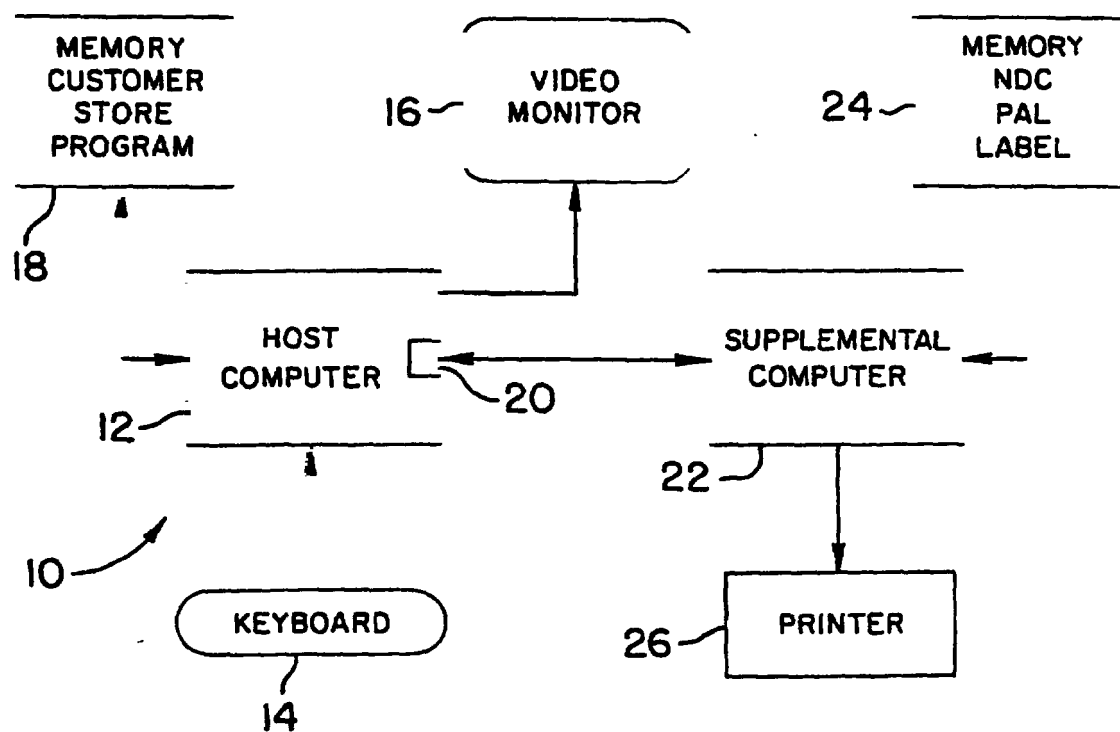 MEMORY
CUSTOMER
STORE
PROGRAM
18
VIDEO
MONITOR
16
MEMORY
NDC
PAL
LABEL
24
HOST
COMPUTER
12
20
SUPPLEMENTAL
COMPUTER
22
10
KEYBOARD
14
PRINTER
26